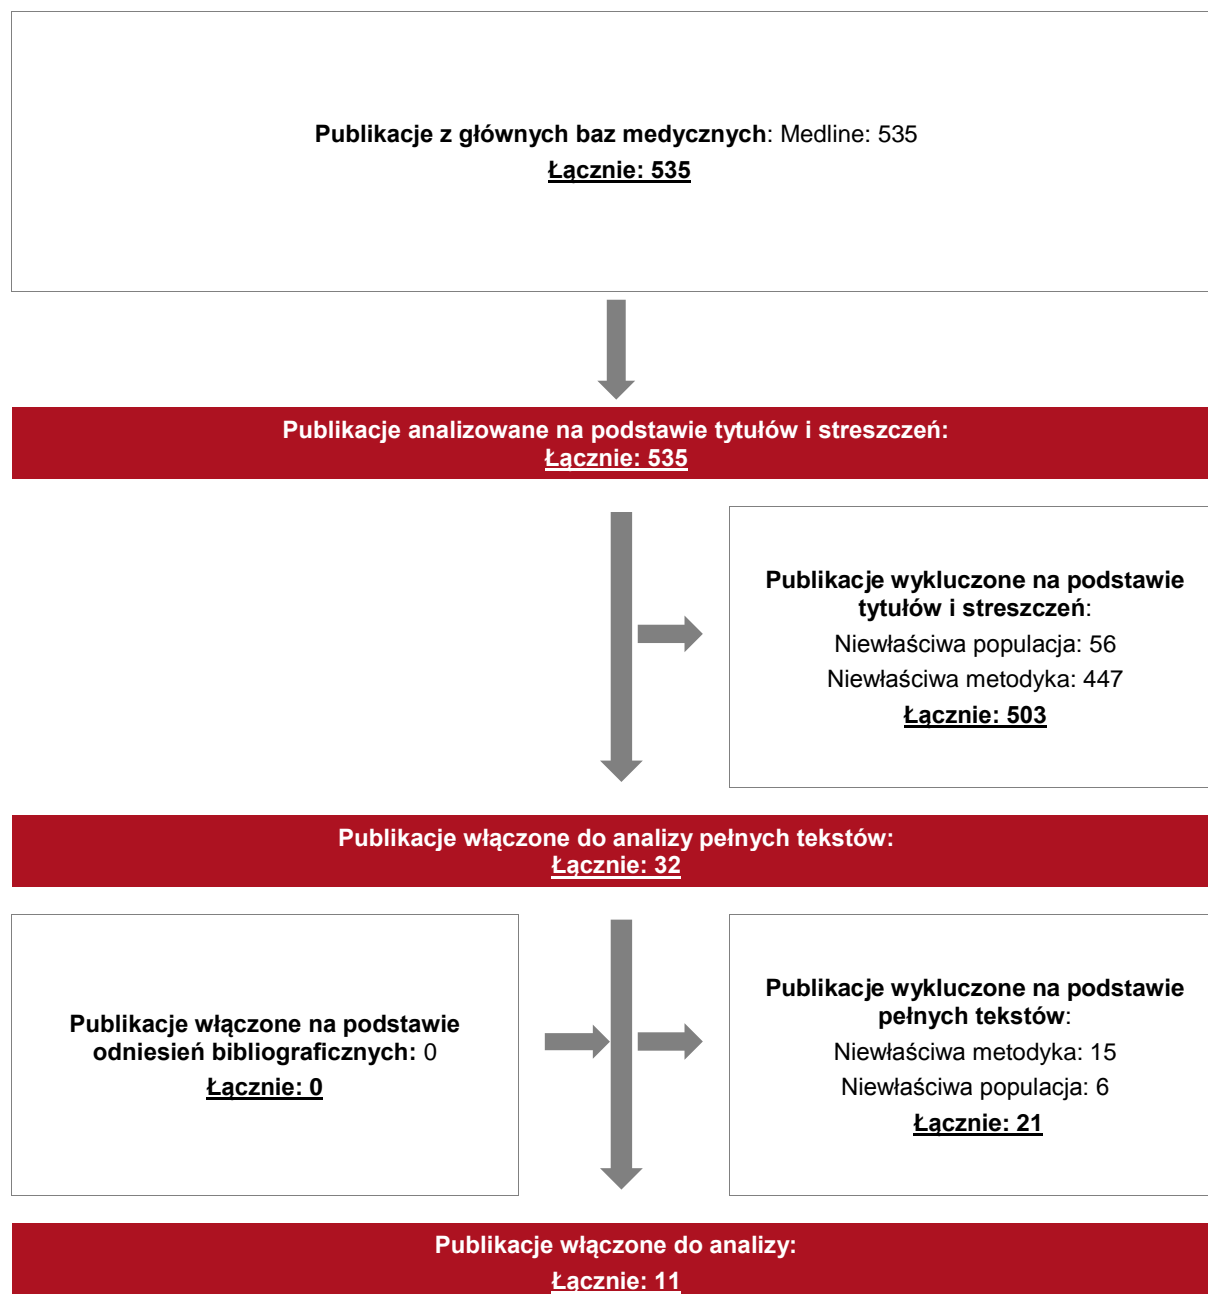 Publikacje z głównych baz medycznych: Medline: 535
Łącznie: 535
Publikacje analizowane na podstawie tytułów i streszczeń:
Łącznie: 535
Publikacje wykluczone na podstawie
tytułów i streszczeń:
Niewłaściwa populacja: 56
Niewłaściwa metodyka: 447
Łącznie: 503
Publikacje włączone do analizy pełnych tekstów:
Łącznie: 32
Publikacje włączone na podstawie
odniesień bibliograficznych: 0
Łącznie: 0
Publikacje wykluczone na podstawie
pełnych tekstów:
Niewłaściwa metodyka: 15
Niewłaściwa populacja: 6
Łącznie: 21
Publikacje włączone do analizy:
Łącznie: 11